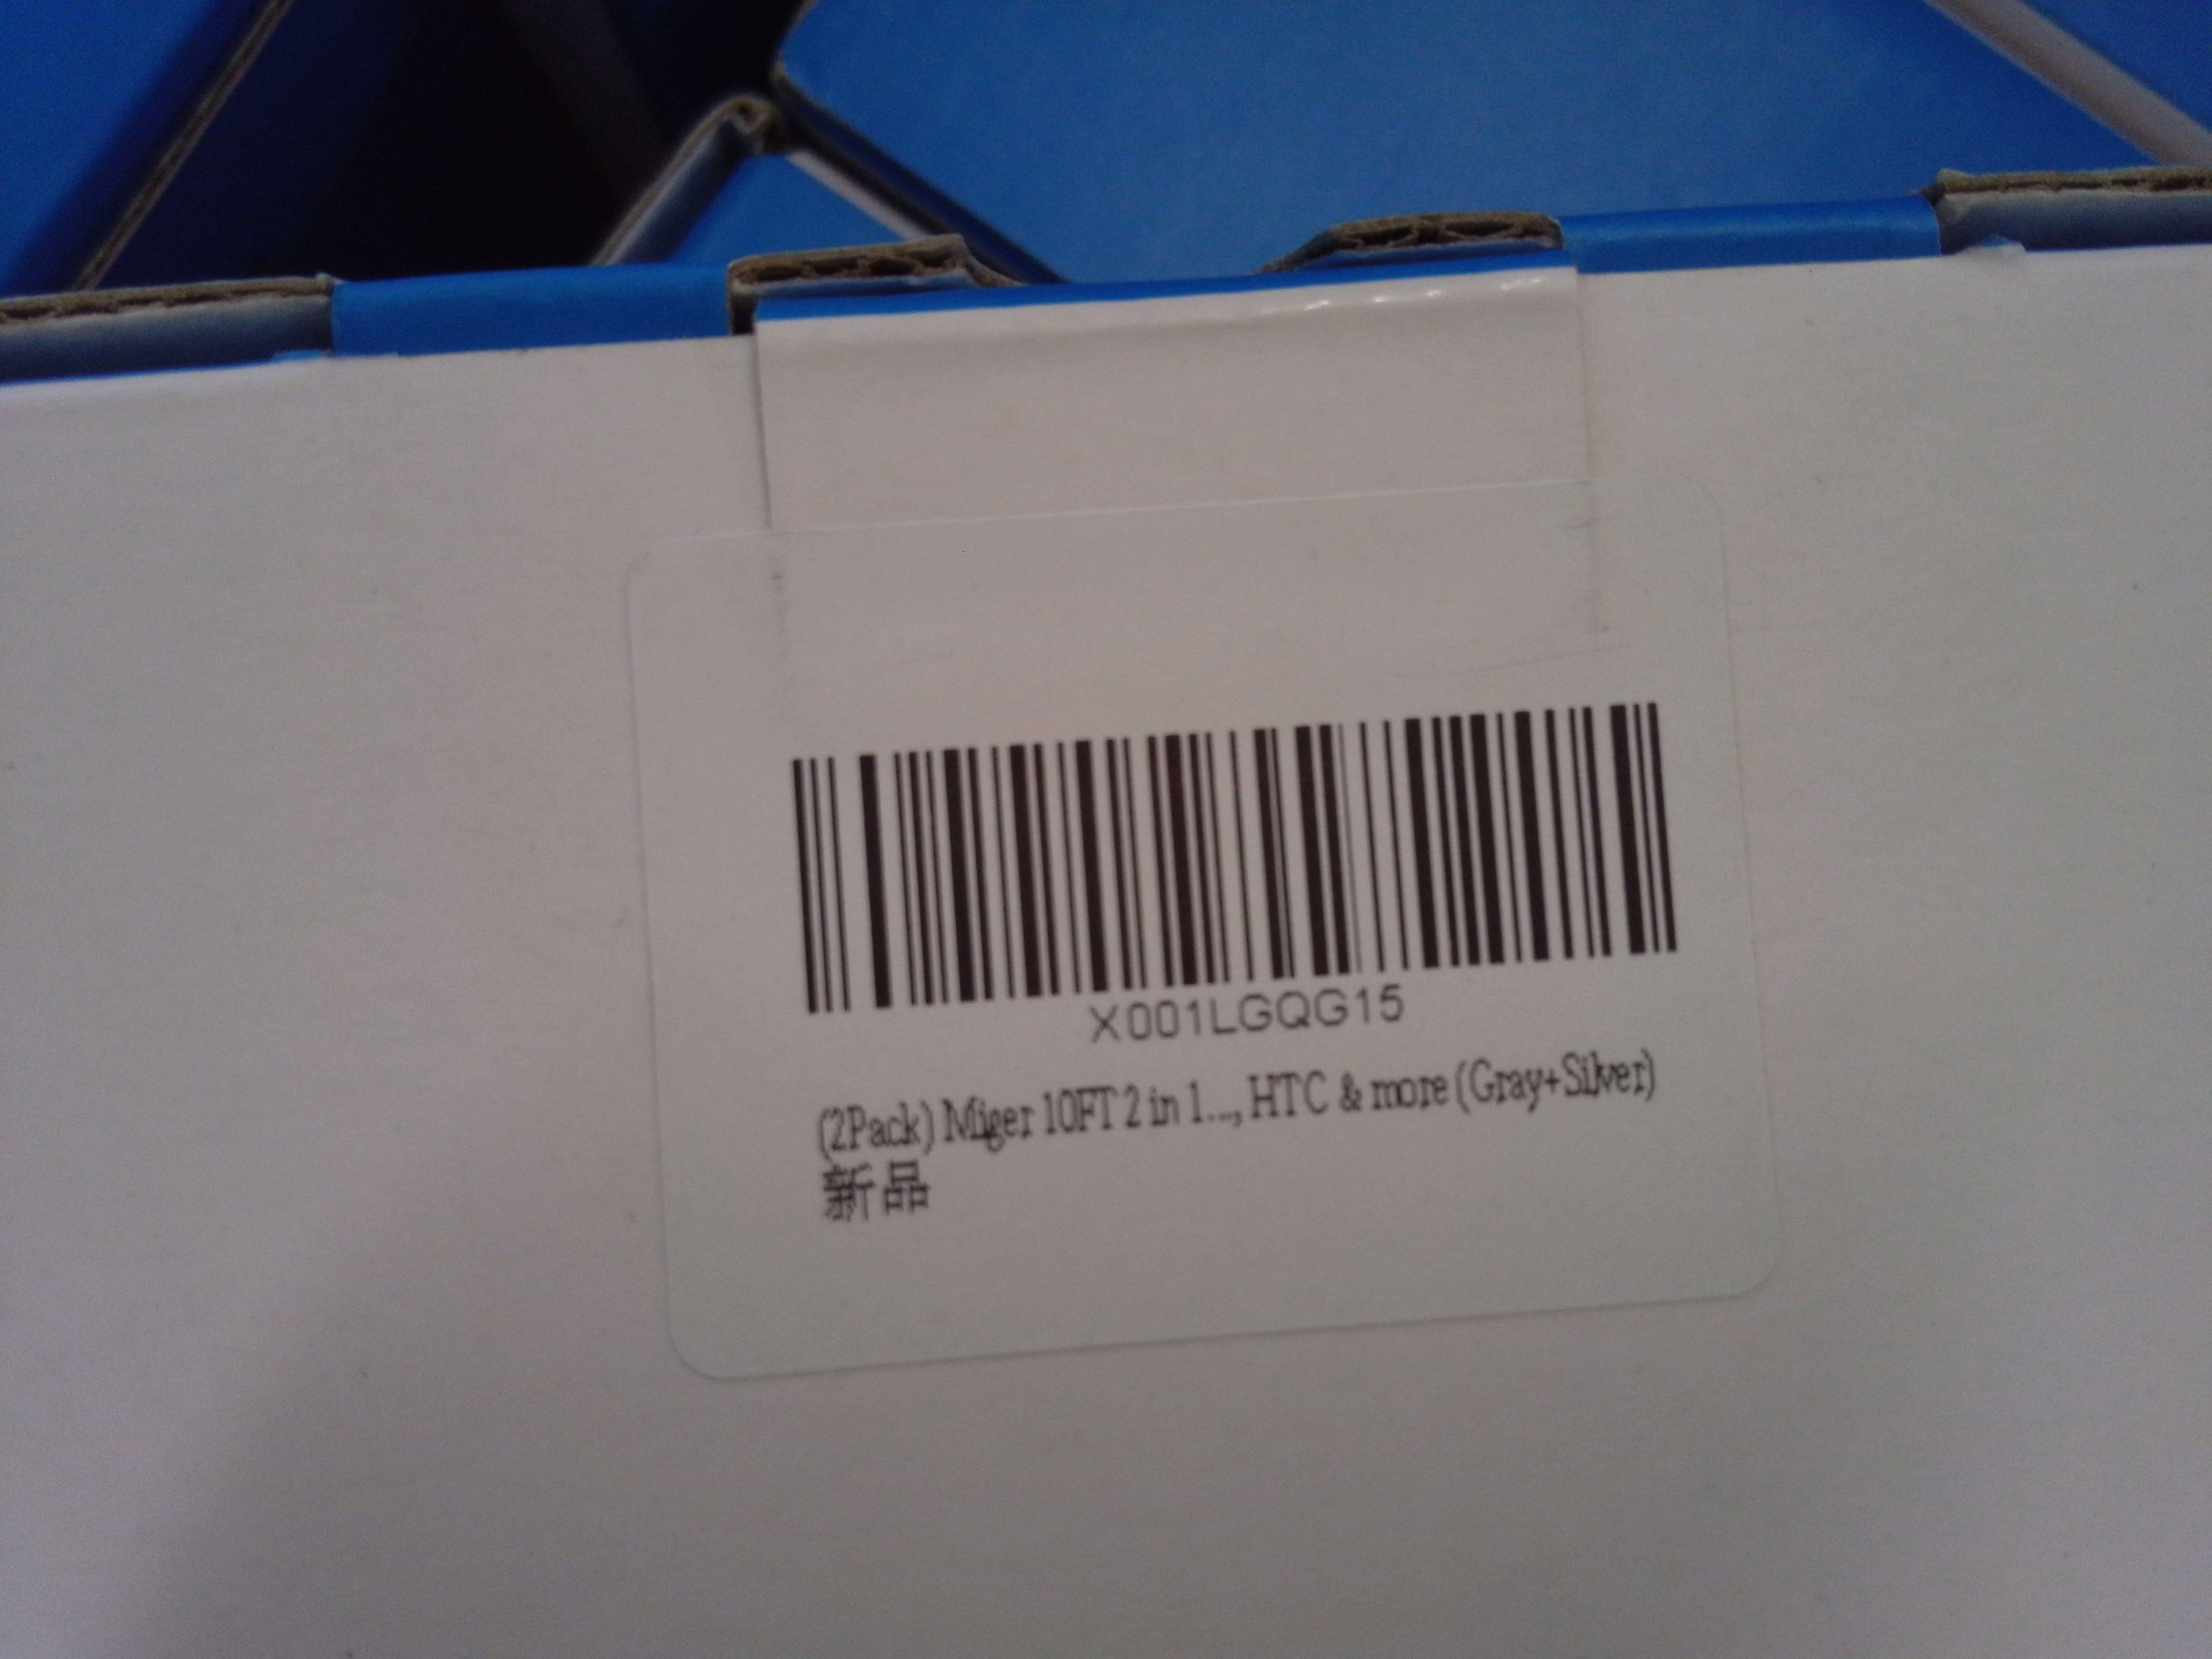 X001LGQG15
(2Pack) Miger 10FT 2 in 1..., HTC & more (Gray+Silver)
新品